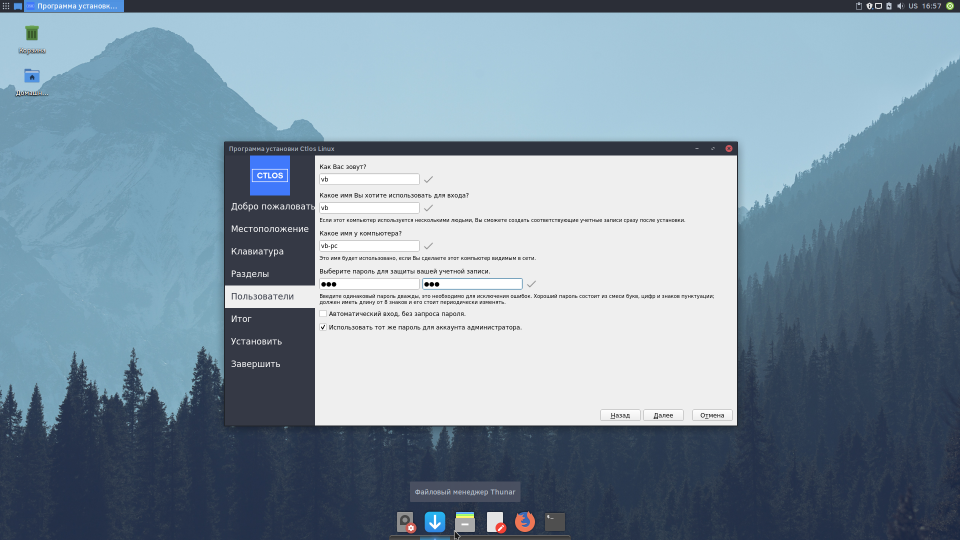 Программа установк...
US 16:57
Корзина
Домаш...
Программа установки Ctlos Linux
CTLOS
Добро пожаловать
Местоположение
Клавиатура
Разделы
Пользователи
Итог
Установить
Завершить
Как Вас зовут?
vb
Какое имя Вы хотите использовать для входа?
vb
Если этот компьютер используется несколькими людьми, Вы сможете создать соответствующие учетные записи сразу после установки.
Какое имя у компьютера?
vb-pc
Это имя будет использовано, если Вы сделаете этот компьютер видимым в сети.
Выберите пароль для защиты вашей учетной записи.
Введите одинаковый пароль дважды, это необходимо для исключения ошибок. Хороший пароль состоит из смеси букв, цифр и знаков пунктуации;
должен иметь длину от 8 знаков и его стоит периодически изменять.
Автоматический вход, без запроса пароля.
Использовать тот же пароль для аккаунта администратора.
Назад
Далее
Отмена
Файловый менеджер Thunar